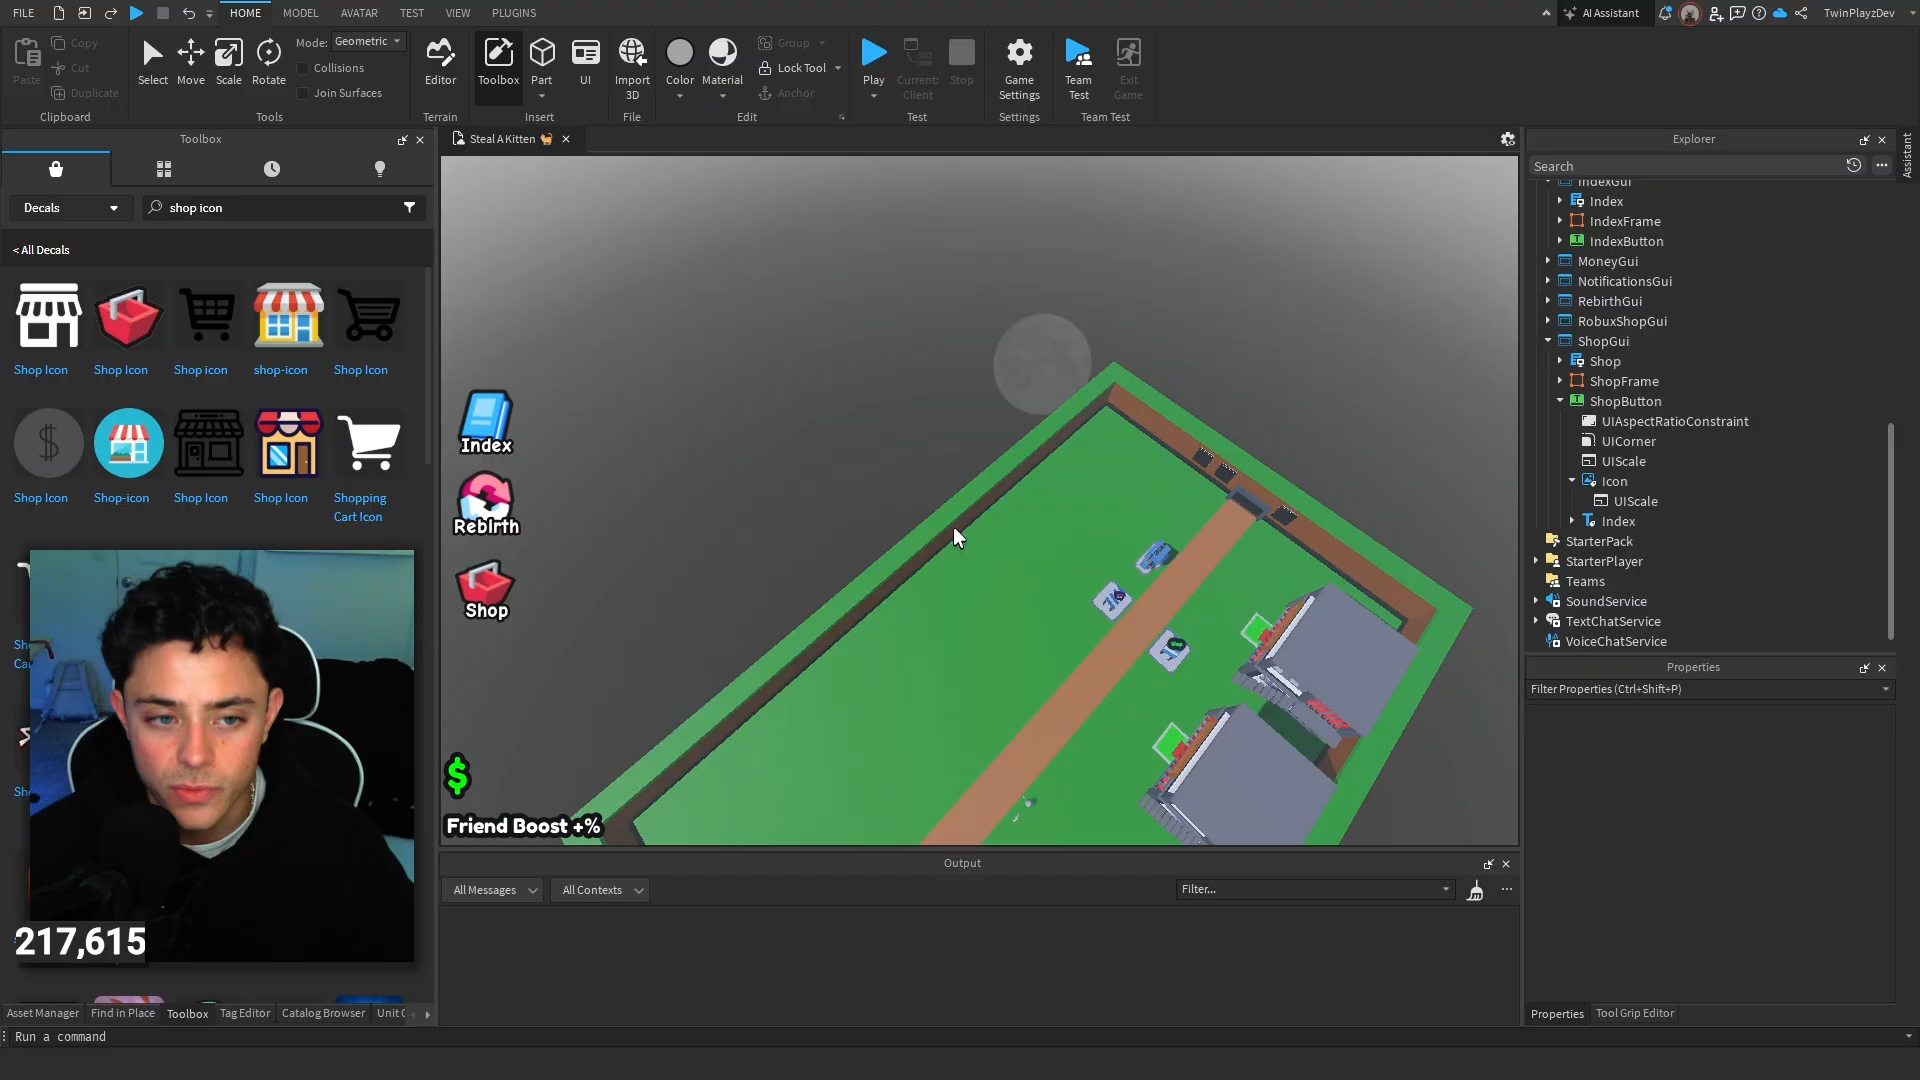 FILE HOME MODEL AVATAR TEST VIEW PLUGINS AI Assistant TwinPlayzDev
Paste Copy Cut Duplicate
Clipboard
Select Move Scale Rotate
Mode: Geometric
Collisions
Join Surfaces
Tools
Editor
Terrain
Toolbox Part UI
Insert
Import 3D
File
Color Material
Group
Lock Tool
Anchor
Edit
Play Current: Client Stop
Test
Game Settings
Settings
Team Test Exit Game
Team Test
Toolbox
Decals shop icon
< All Decals
Shop Icon Shop Icon Shop icon shop-icon Shop Icon
Shop Icon Shop-icon Shop Icon Shop Icon Shopping Cart Icon
217,615
Asset Manager Find in Place Toolbox Tag Editor Catalog Browser
Run a command
Steal A Kitten
Index
Rebirth
Shop
$
Friend Boost +%
Output
All Messages All Contexts Filter...
Explorer
Assistant
Search
IndexGui
Index
IndexFrame
IndexButton
MoneyGui
NotificationsGui
RebirthGui
RobuxShopGui
ShopGui
Shop
ShopFrame
ShopButton
UIAspectRatioConstraint
UICorner
UIScale
Icon
UIScale
Index
StarterPack
StarterPlayer
Teams
SoundService
TextChatService
VoiceChatService
Properties
Filter Properties (Ctrl+Shift+P)
Properties Tool Grip Editor